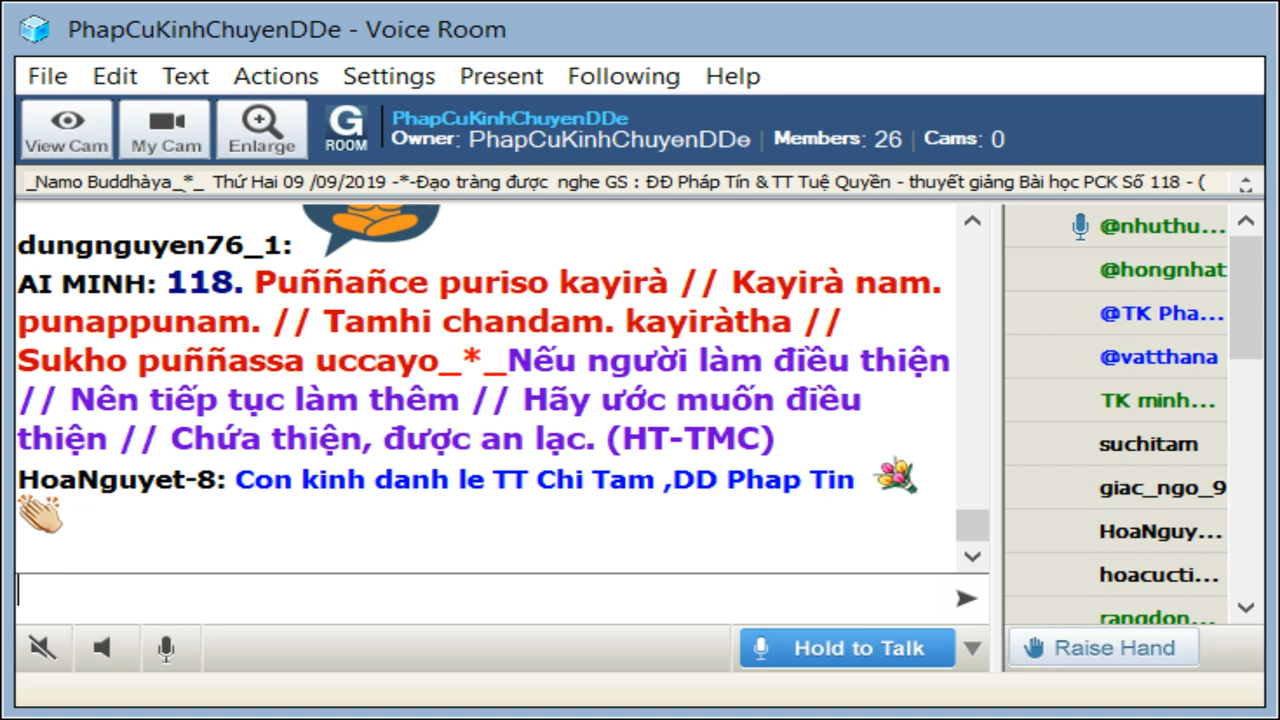 PhapCuKinhChuyenDDe - Voice Room
File Edit Text Actions Settings Present Following Help
View Cam My Cam Enlarge G ROOM
PhapCuKinhChuyenDDe
Owner: PhapCuKinhChuyenDDe | Members: 26 | Cams: 0
_Namo Buddhàya_*_ Thứ Hai 09 /09/2019 -*-Đạo tràng được nghe GS : ĐĐ Pháp Tín & TT Tuệ Quyền - thuyết giảng Bài học PCK Số 118 - (
dungnguyen76_1:
AI MINH: 118. Puññañce puriso kayirà // Kayirà nam.
punappunam. // Tamhi chandam. kayiràtha //
Sukho puññassa uccayo_*_Nếu người làm điều thiện
// Nên tiếp tục làm thêm // Hãy ước muốn điều
thiện // Chứa thiện, được an lạc. (HT-TMC)
HoaNguyet-8: Con kinh danh le TT Chi Tam ,DD Phap Tin
@nhuthu...
@hongnhat
@TK Pha...
@vatthana
TK minh...
suchitam
giac_ngo_9
HoaNguy...
hoacucti...
rangdon...
Hold to Talk
Raise Hand